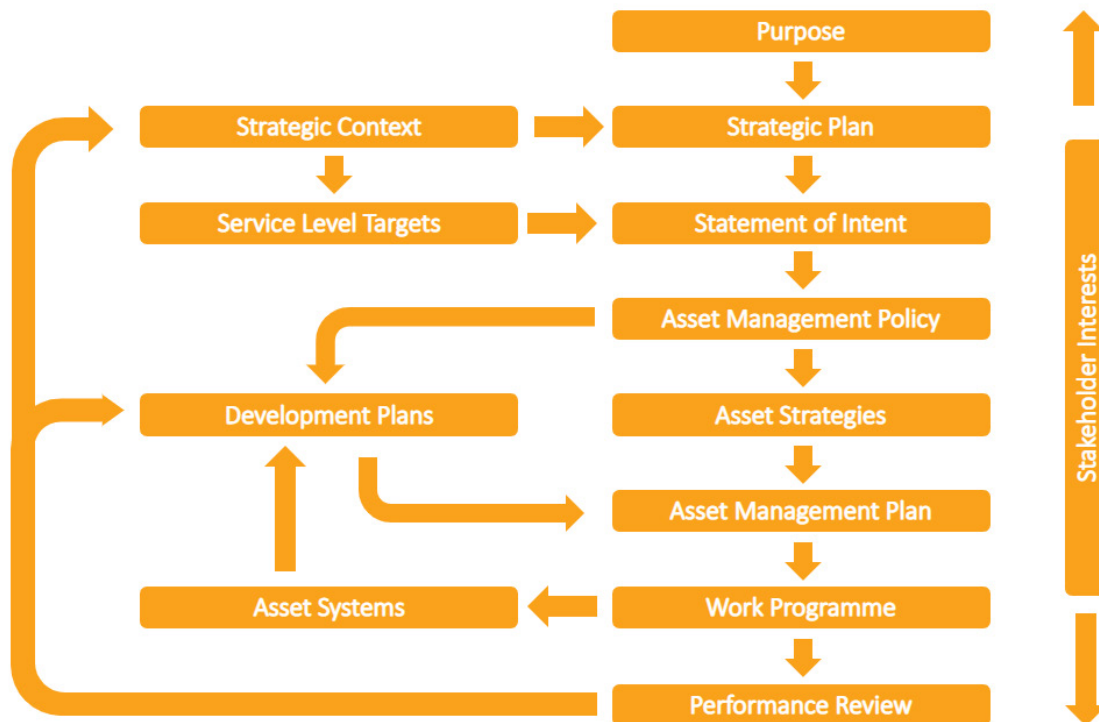 Purpose
Strategic Context
Strategic Plan
Service Level Targets
Statement of Intent
Asset Management Policy
Development Plans
Asset Strategies
Asset Management Plan
Asset Systems
Work Programme
Performance Review
Stakeholder Interests